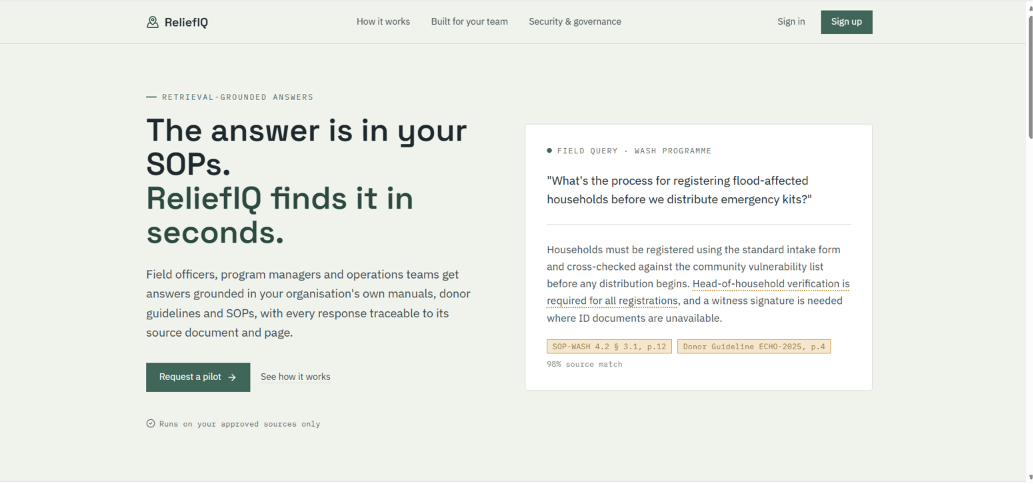 ReliefIQ
How it works
Built for your team
Security & governance
Sign in
Sign up
RETRIEVAL-GROUNDED ANSWERS
The answer is in your
SOPs.
ReliefIQ finds it in
seconds.
Field officers, program managers and operations teams get
answers grounded in your organisation's own manuals, donor
guidelines and SOPs, with every response traceable to its
source document and page.
Request a pilot →
See how it works
Runs on your approved sources only
FIELD QUERY · WASH PROGRAMME
"What's the process for registering flood-affected
households before we distribute emergency kits?"
Households must be registered using the standard intake form
and cross-checked against the community vulnerability list
before any distribution begins. Head-of-household verification is
required for all registrations, and a witness signature is needed
where ID documents are unavailable.
SOP-WASH 4.2 § 3.1, p.12
Donor Guideline ECHO-2025, p.4
98% source match